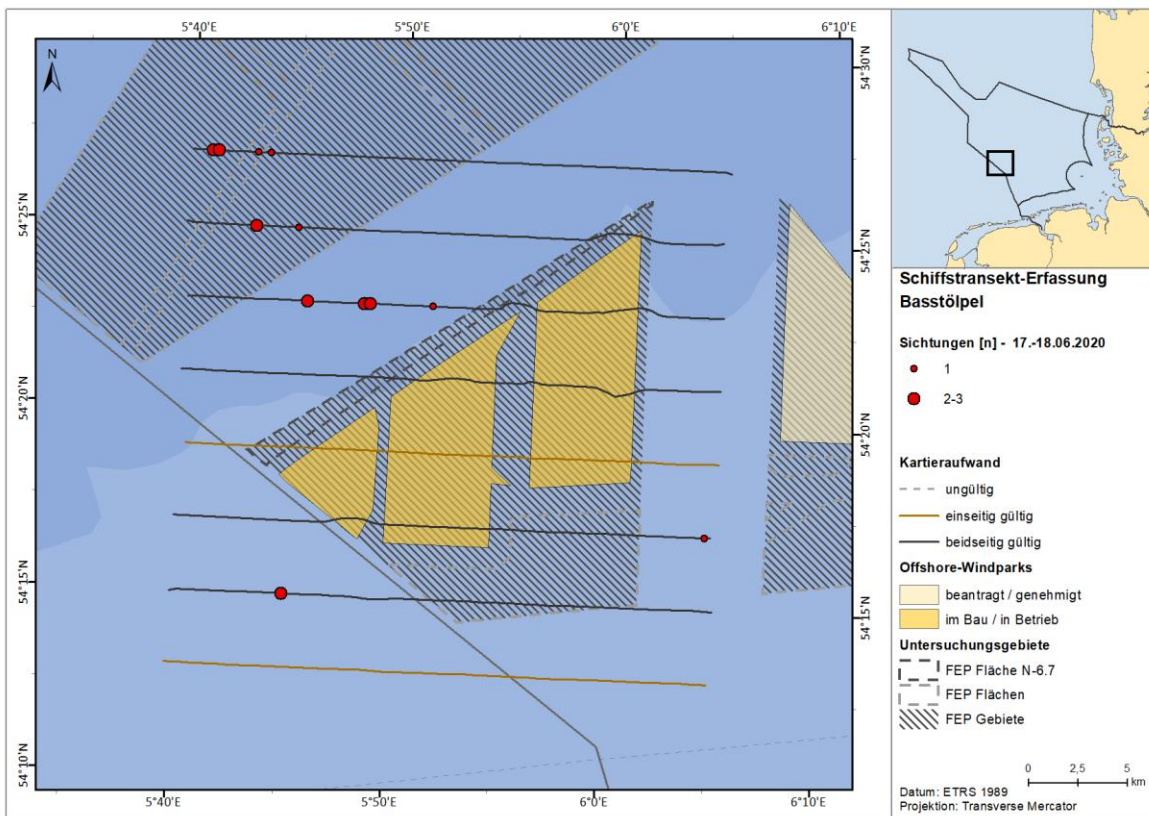 5°40'E
5°50'E
6°0'E
6°10'E
N
54°30'N
54°25'N
54°25'N
54°20'N
54°20'N
54°15'N
54°15'N
54°10'N
5°40'E
5°50'E
6°0'E
6°10'E
Schiffstransekt-Erfassung
Basstölpel
Sichtungen [n] - 17.-18.06.2020
1
2-3
Kartieraufwand
ungültig
einseitig gültig
beidseitig gültig
Offshore-Windparks
beantragt / genehmigt
im Bau / in Betrieb
Untersuchungsgebiete
FEP Fläche N-6.7
FEP Flächen
FEP Gebiete
0 2,5 5
km
Datum: ETRS 1989
Projektion: Transverse Mercator